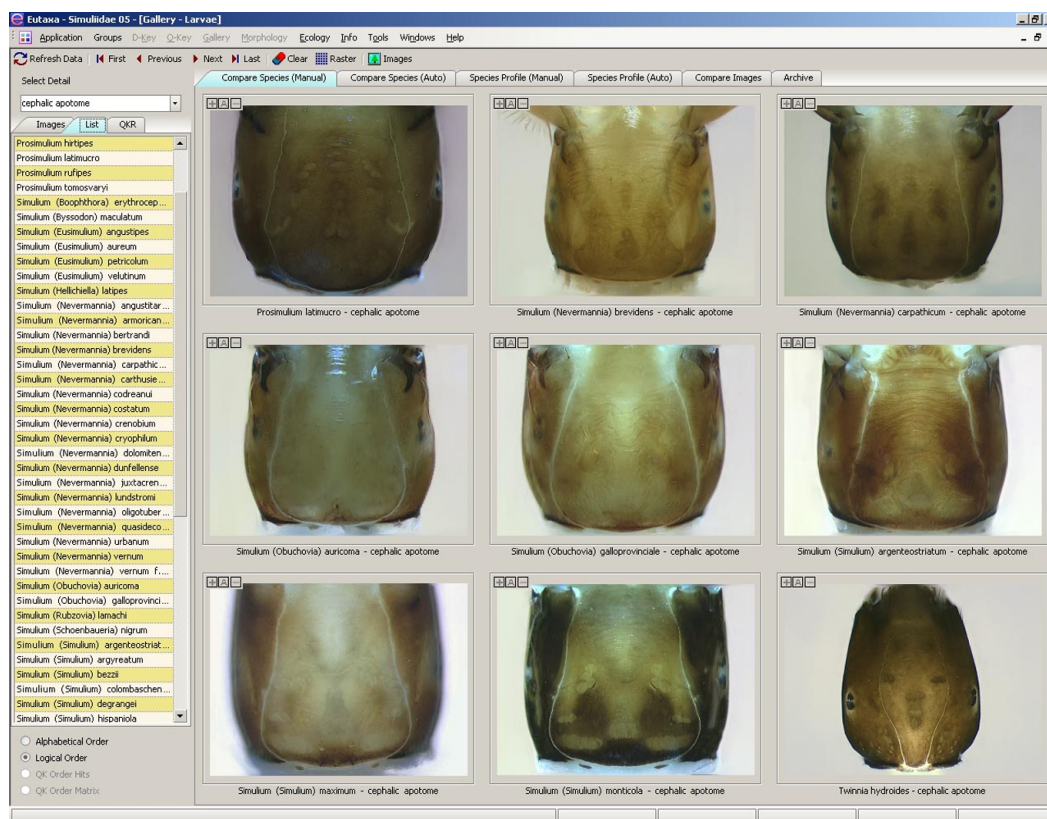 Eutaxa - Simuliidae 05 - [Gallery - Larvae]
Application Groups D-Key Q-Key Gallery Morphology Ecology Info Tools Windows Help
Refresh Data First Previous Next Last Clear Raster Images
Select Detail
cephalic apotome
Images List QKR
Prosimulium hirtipes
Prosimulium latimucro
Prosimulium rufipes
Prosimulium tomosvaryi
Simulium (Boophthora) erythrocep...
Simulium (Byssodon) maculatum
Simulium (Eusimulium) angustipes
Simulium (Eusimulium) aureum
Simulium (Eusimulium) petricolum
Simulium (Eusimulium) velutinum
Simulium (Hellichiella) latipes
Simulium (Nevermannia) angustitar...
Simulium (Nevermannia) armorican...
Simulium (Nevermannia) bertrandi
Simulium (Nevermannia) brevidens
Simulium (Nevermannia) carpathic...
Simulium (Nevermannia) carthusie...
Simulium (Nevermannia) codreanui
Simulium (Nevermannia) costatum
Simulium (Nevermannia) crenobium
Simulium (Nevermannia) cryophilum
Simulium (Nevermannia) dolomiten...
Simulium (Nevermannia) dunfellense
Simulium (Nevermannia) juxtacren...
Simulium (Nevermannia) lundstromi
Simulium (Nevermannia) oligotuber...
Simulium (Nevermannia) quasideco...
Simulium (Nevermannia) urbanum
Simulium (Nevermannia) vernum
Simulium (Nevermannia) vernum f....
Simulium (Obuchovia) auricoma
Simulium (Obuchovia) galloprovinci...
Simulium (Rubzovia) lamachi
Simulium (Schoenbaueria) nigrum
Simulium (Simulium) argenteostriat...
Simulium (Simulium) argyreatum
Simulium (Simulium) bezzii
Simulium (Simulium) colombaschen...
Simulium (Simulium) degrangei
Simulium (Simulium) hispaniola
Alphabetical Order
Logical Order
QK Order Hits
QK Order Matrix
Compare Species (Manual) Compare Species (Auto) Species Profile (Manual) Species Profile (Auto) Compare Images Archive
Prosimulium latimucro - cephalic apotome
Simulium (Nevermannia) brevidens - cephalic apotome
Simulium (Nevermannia) carpathicum - cephalic apotome
Simulium (Obuchovia) auricoma - cephalic apotome
Simulium (Obuchovia) galloprovinciale - cephalic apotome
Simulium (Simulium) argenteostriatum - cephalic apotome
Simulium (Simulium) maximum - cephalic apotome
Simulium (Simulium) monticola - cephalic apotome
Twinnia hydroides - cephalic apotome